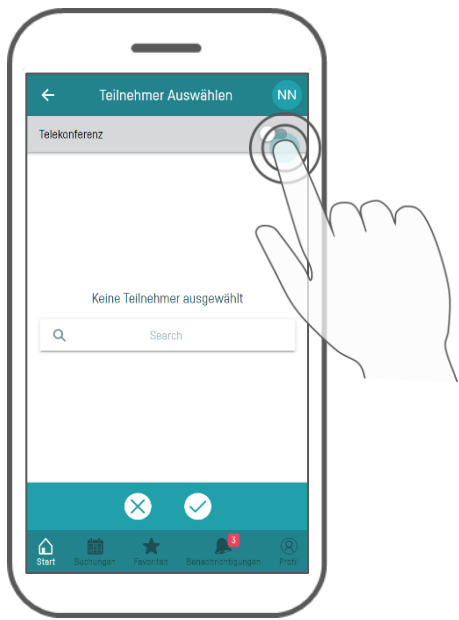 Teilnehmer Auswählen NN
Telekonferenz
Keine Teilnehmer ausgewählt
Search
3
Start Buchungen Favoriten Benachrichtigungen Profil